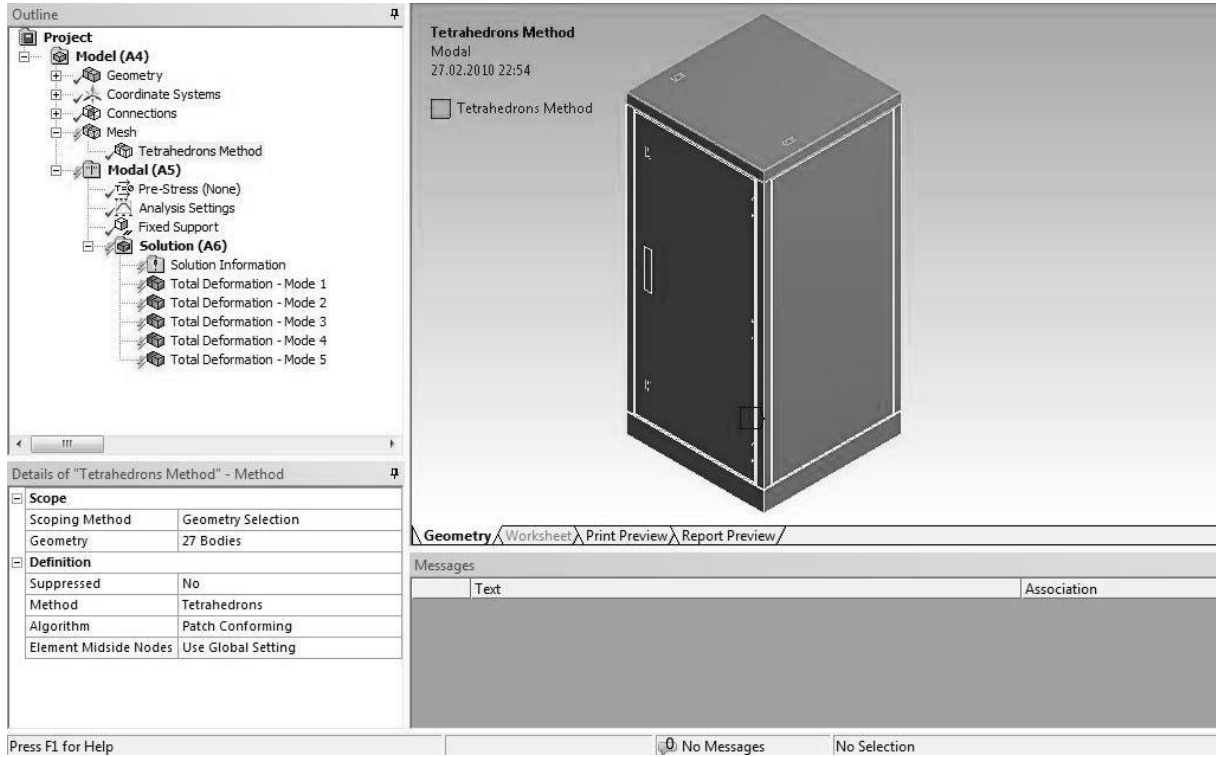 Outline
Project
Model (A4)
Geometry
Coordinate Systems
Connections
Mesh
Tetrahedrons Method
Modal (A5)
Pre-Stress (None)
Analysis Settings
Fixed Support
Solution (A6)
Solution Information
Total Deformation - Mode 1
Total Deformation - Mode 2
Total Deformation - Mode 3
Total Deformation - Mode 4
Total Deformation - Mode 5
Details of "Tetrahedrons Method" - Method
Scope
Scoping Method Geometry Selection
Geometry 27 Bodies
Definition
Suppressed No
Method Tetrahedrons
Algorithm Patch Conforming
Element Midside Nodes Use Global Setting
Tetrahedrons Method
Modal
27.02.2010 22:54
Tetrahedrons Method
Geometry Worksheet Print Preview Report Preview
Messages
Text Association
Press F1 for Help 0 No Messages No Selection